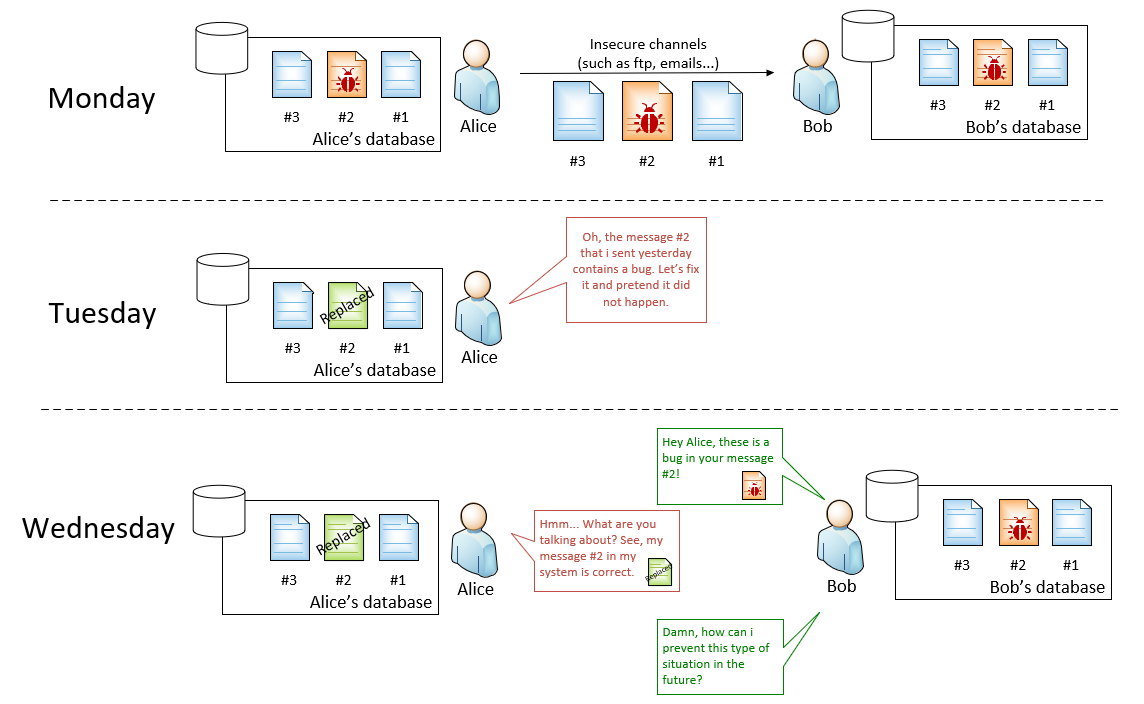 Monday
#3
#2
#1
Alice's database
Alice
Insecure channels
(such as ftp, emails...)
#3
#2
#1
Bob
#3
#2
#1
Bob's database
Tuesday
Replaced
#3
#2
#1
Alice's database
Alice
Oh, the message #2
that i sent yesterday
contains a bug. Let's fix
it and pretend it did
not happen.
Wednesday
Replaced
#3
#2
#1
Alice's database
Alice
Hmm... What are you
talking about? See, my
message #2 in my
system is correct.
Replaced
Hey Alice, these is a
bug in your message
#2!
Bob
#3
#2
#1
Bob's database
Damn, how can i
prevent this type of
situation in the
future?